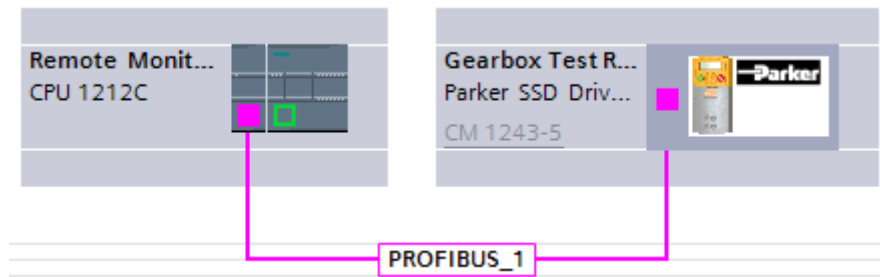 Remote Monit...
CPU 1212C
Gearbox Test R...
Parker SSD Driv...
CM 1243-5
Parker
PROFIBUS_1